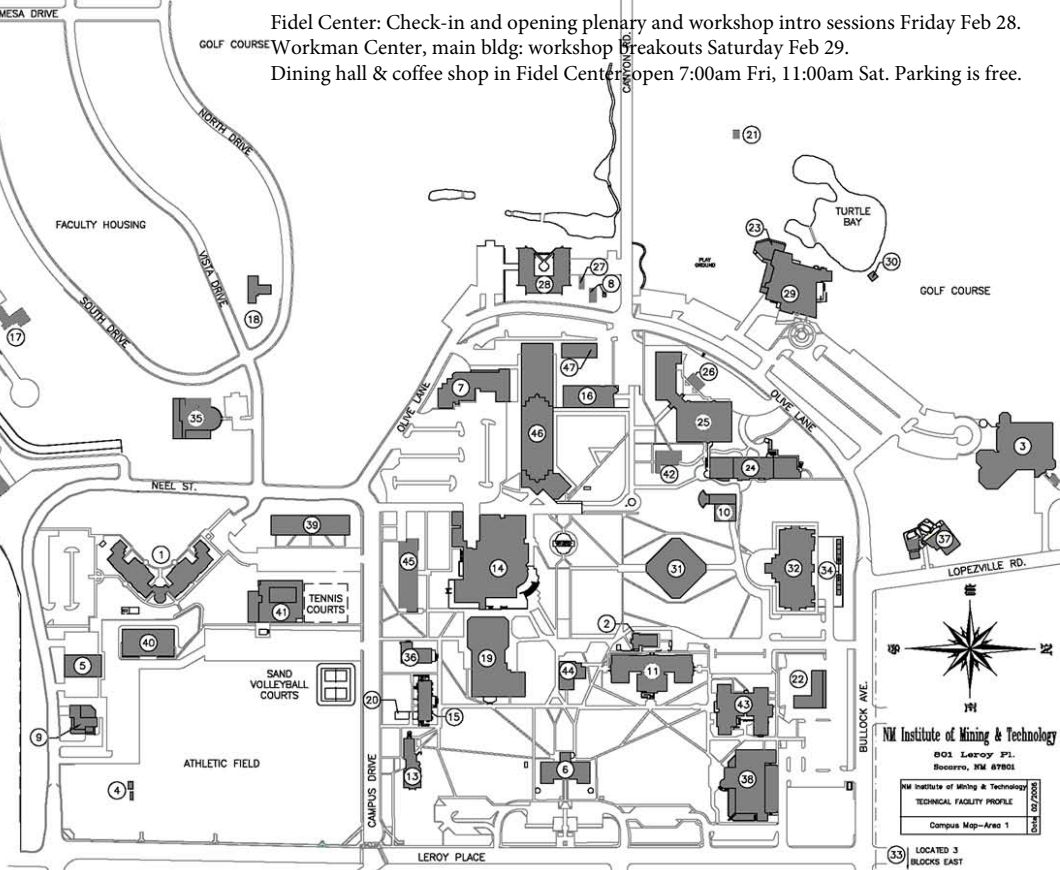 Fidel Center: Check-in and opening plenary and workshop intro sessions Friday Feb 28.
Workman Center, main bldg: workshop breakouts Saturday Feb 29.
Dining hall & coffee shop in Fidel Center open 7:00am Fri, 11:00am Sat. Parking is free.
MESA DRIVE
GOLF COURSE
CANYON RD.
NORTH DRIVE
21
FACULTY HOUSING
TURTLE
BAY
23
VISTA DRIVE
PLAY
GROUND
27
28
8
30
29
GOLF COURSE
18
SOUTH DRIVE
17
47
26
7
16
OLIVE LANE
OLIVE LANE
35
25
46
3
42
24
NEEL ST.
10
39
37
1
45
14
31
32
34
LOPEZVILLE RD.
TENNIS
COURTS
41
2
40
36
19
5
44
11
SAND
VOLLEYBALL
COURTS
22
43
20
15
9
BULLOCK AVE.
NM Institute of Mining & Technology
801 Leroy Pl.
Socorro, NM 87801
ATHLETIC FIELD
13
6
38
4
CAMPUS DRIVE
NM Institute of Mining & Technology
TECHNICAL FACILITY PROFILE
Campus Map-Area 1
LEROY PLACE
33
LOCATED 3
BLOCKS EAST